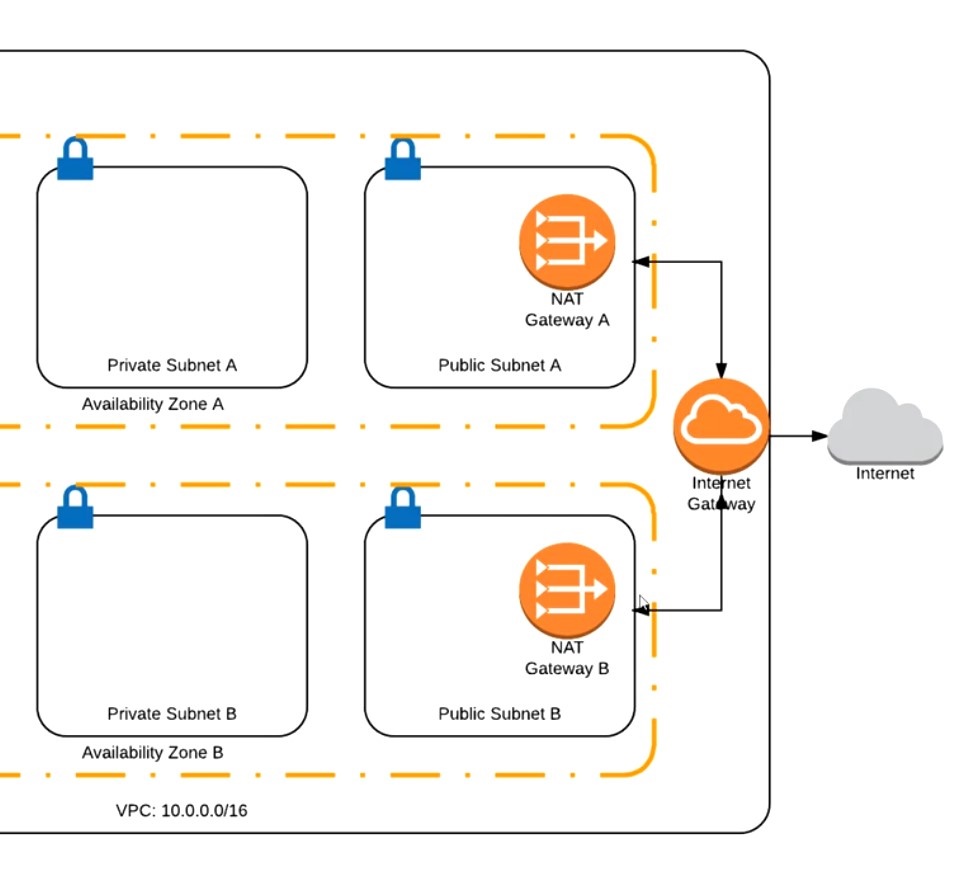 NAT
Gateway A
Private Subnet A
Public Subnet A
Availability Zone A
Internet
Gateway
Internet
NAT
Gateway B
Private Subnet B
Public Subnet B
Availability Zone B
VPC: 10.0.0.0/16